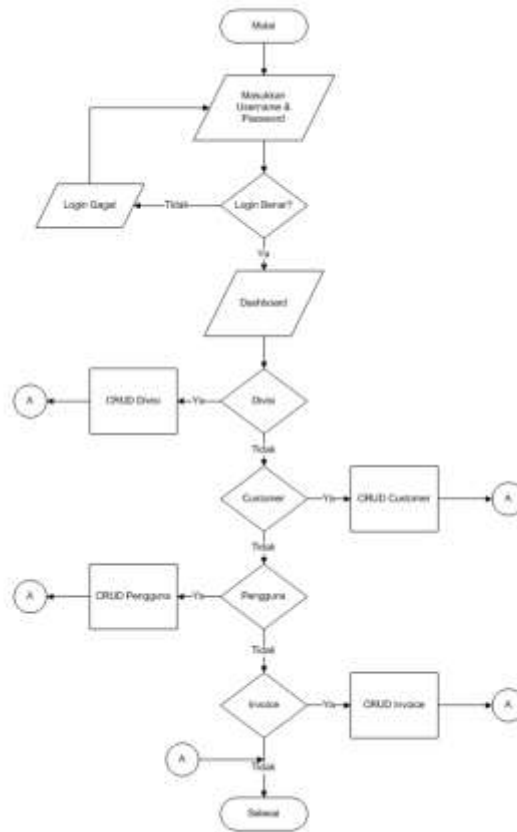 Mulai
Masukkan
Username &
Password
Login Gagal
Tidak
Login Benar?
Ya
Dashboard
A
CRUD Divisi
Ya
Divisi
Tidak
Customer
Ya
CRUD Customer
A
Tidak
A
CRUD Pengguna
Ya
Pengguna
Tidak
Invoice
Ya
CRUD Invoice
A
A
Tidak
Selesai